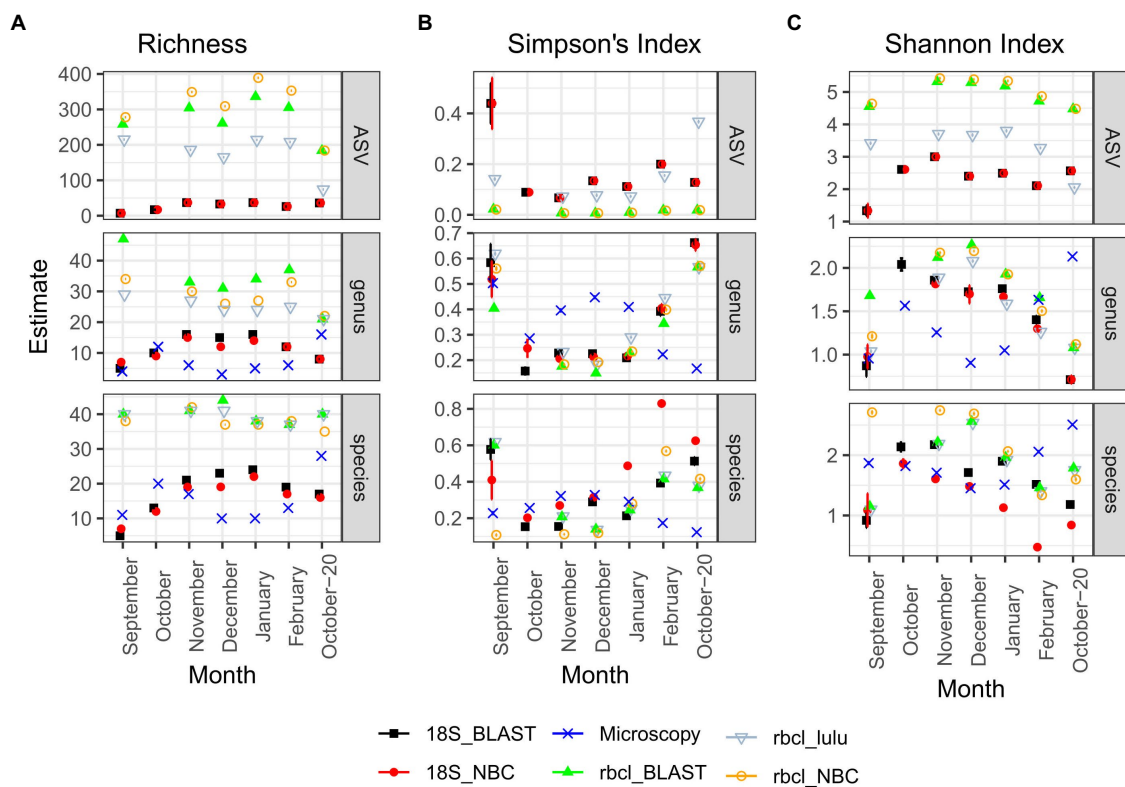 A
Richness
B
Simpson's Index
C
Shannon Index
Estimate
400
300
200
100
0
ASV
40
30
20
10
genus
40
30
20
10
species
September
October
November
December
January
February
October-20
Month
0.4
0.2
0.0
ASV
0.7
0.6
0.5
0.4
0.3
0.2
genus
0.8
0.6
0.4
0.2
species
September
October
November
December
January
February
October-20
Month
5
4
3
2
1
ASV
2.0
1.5
1.0
genus
2
1
species
September
October
November
December
January
February
October-20
Month
18S_BLAST
Microscopy
rbcl_lulu
18S_NBC
rbcl_BLAST
rbcl_NBC